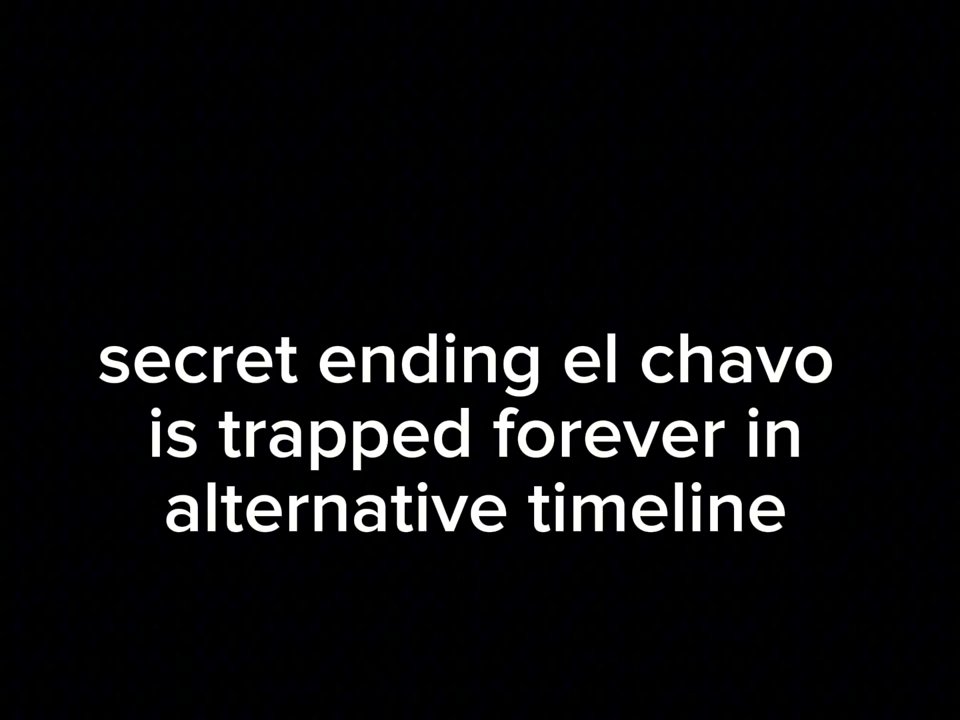 secret ending el chavo
is trapped forever in
alternative timeline